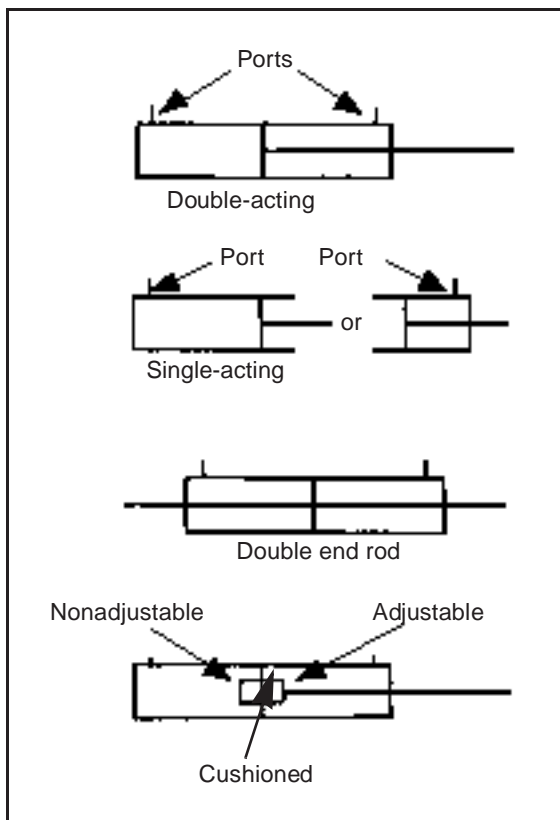 Ports
Double-acting
Port Port
or
Single-acting
Double end rod
Nonadjustable Adjustable
Cushioned